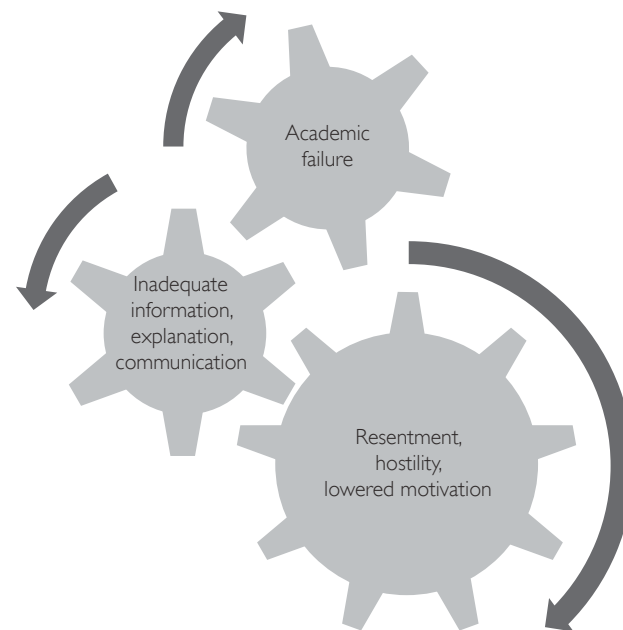 Academic
failure
Inadequate
information,
explanation,
communication
Resentment,
hostility,
lowered motivation